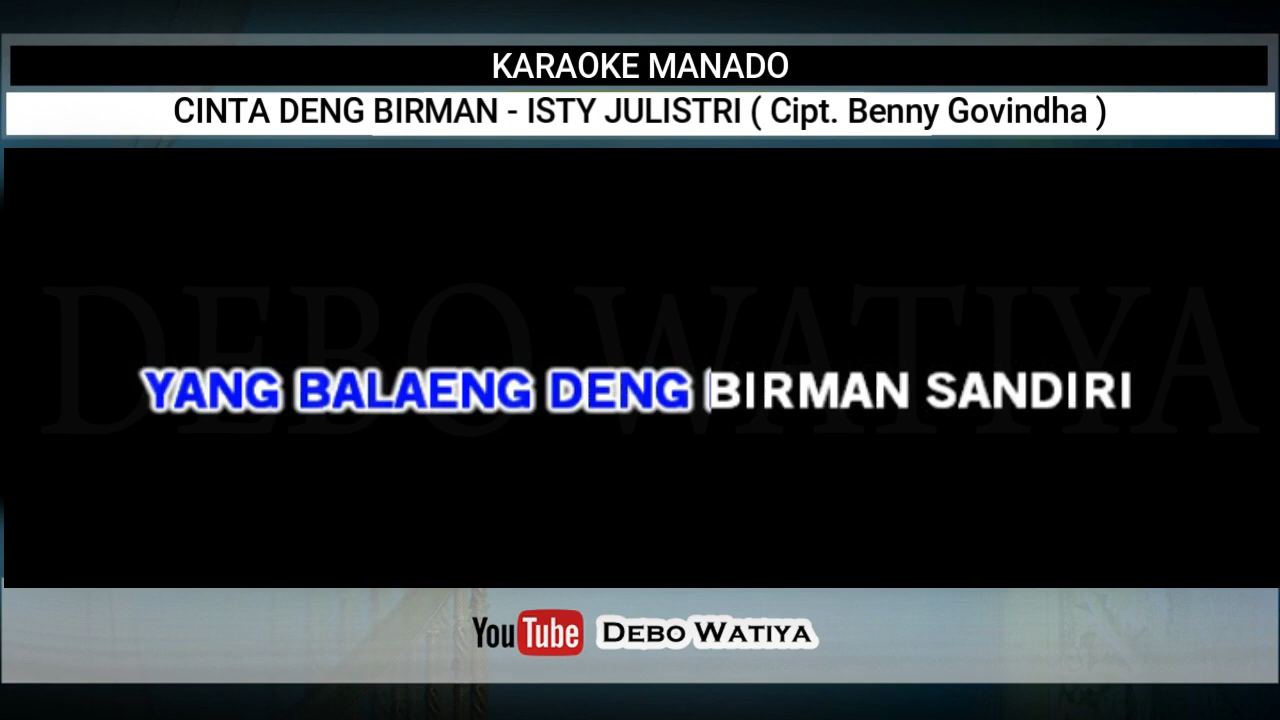 KARAOKE MANADO
CINTA DENG BIRMAN - ISTY JULISTRI ( Cipt. Benny Govindha )
DEBO WATIYA
YANG BALAENG DENG BIRMAN SANDIRI
YouTube DEBO WATIYA